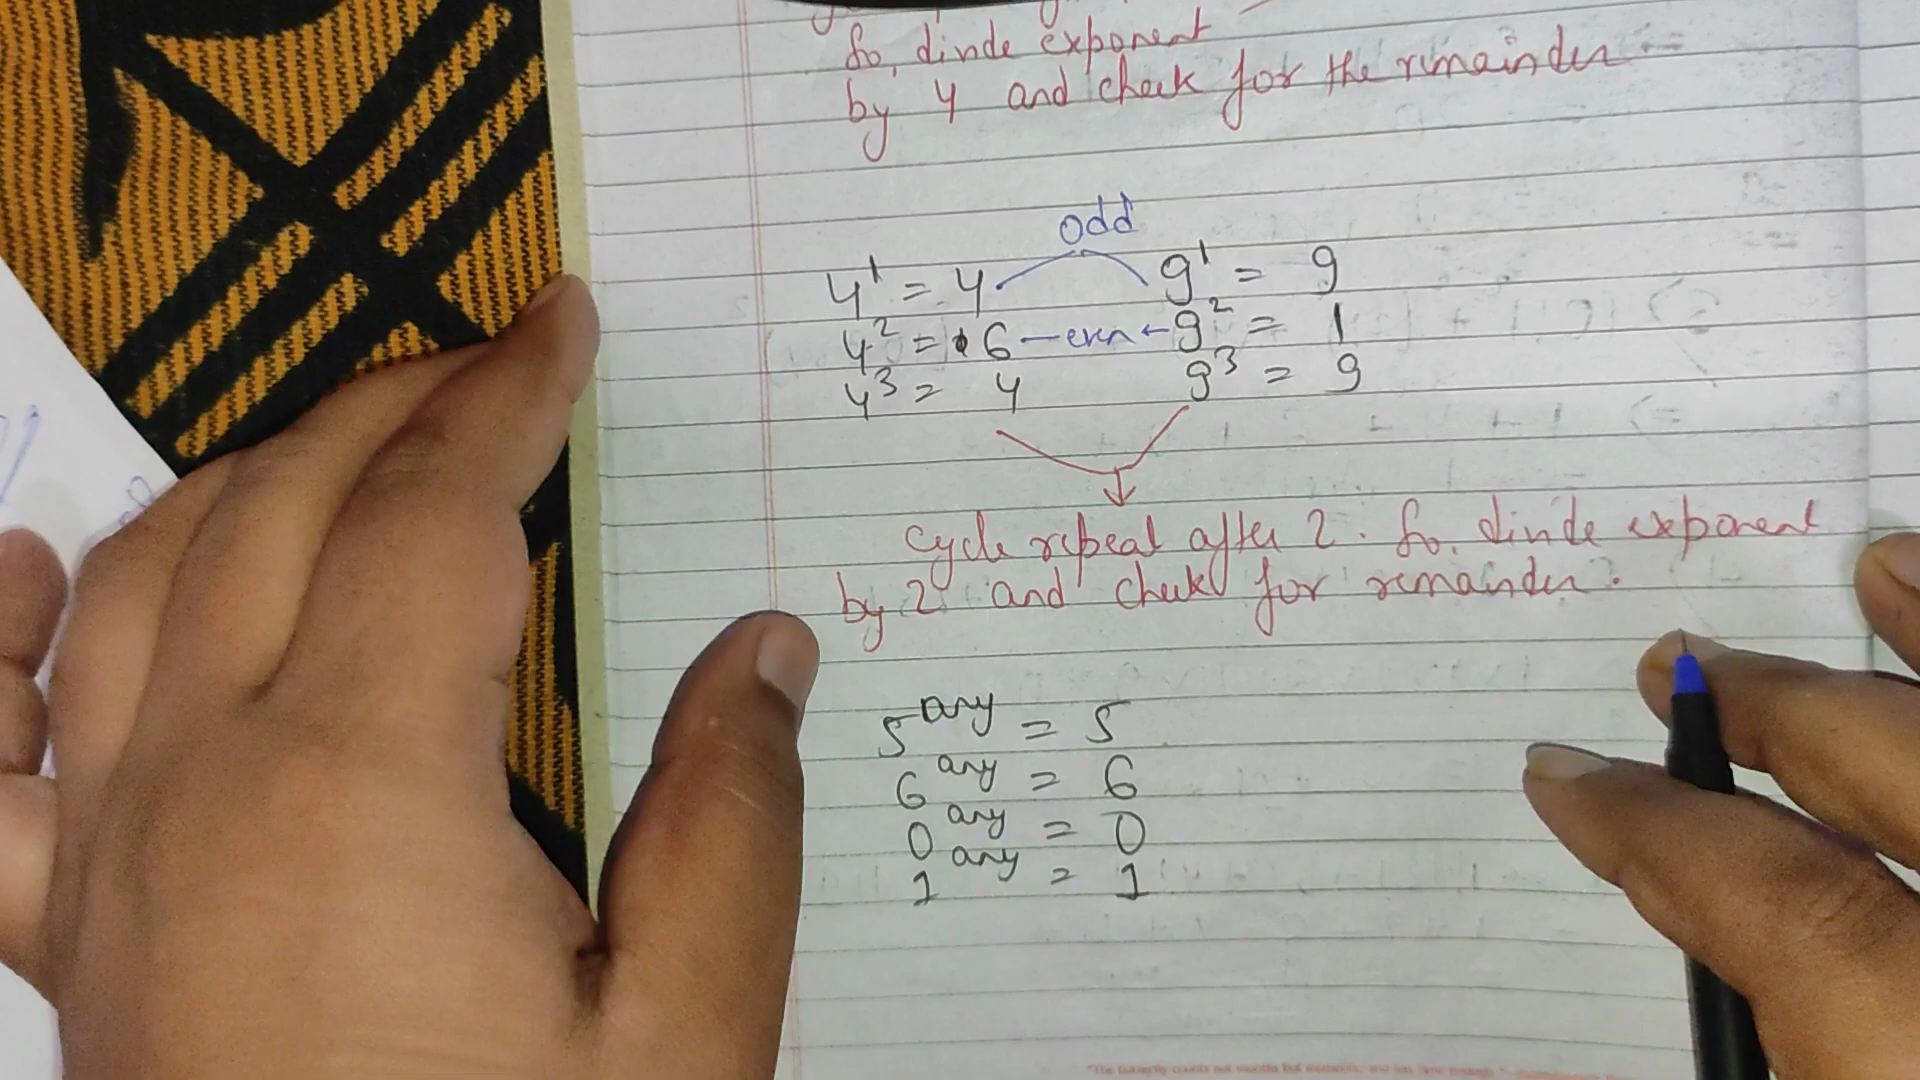 So, divide exponent
by 4 and check for the remainder
odd
4¹ = 4 9¹ = 9
4² = 6 — even ← 9² = 1
4³ = 4 9³ = 9
Cycle repeat after 2. So, divide exponent
by 2 and check for remainder.
5^any = 5
6^any = 6
0^any = 0
1^any = 1